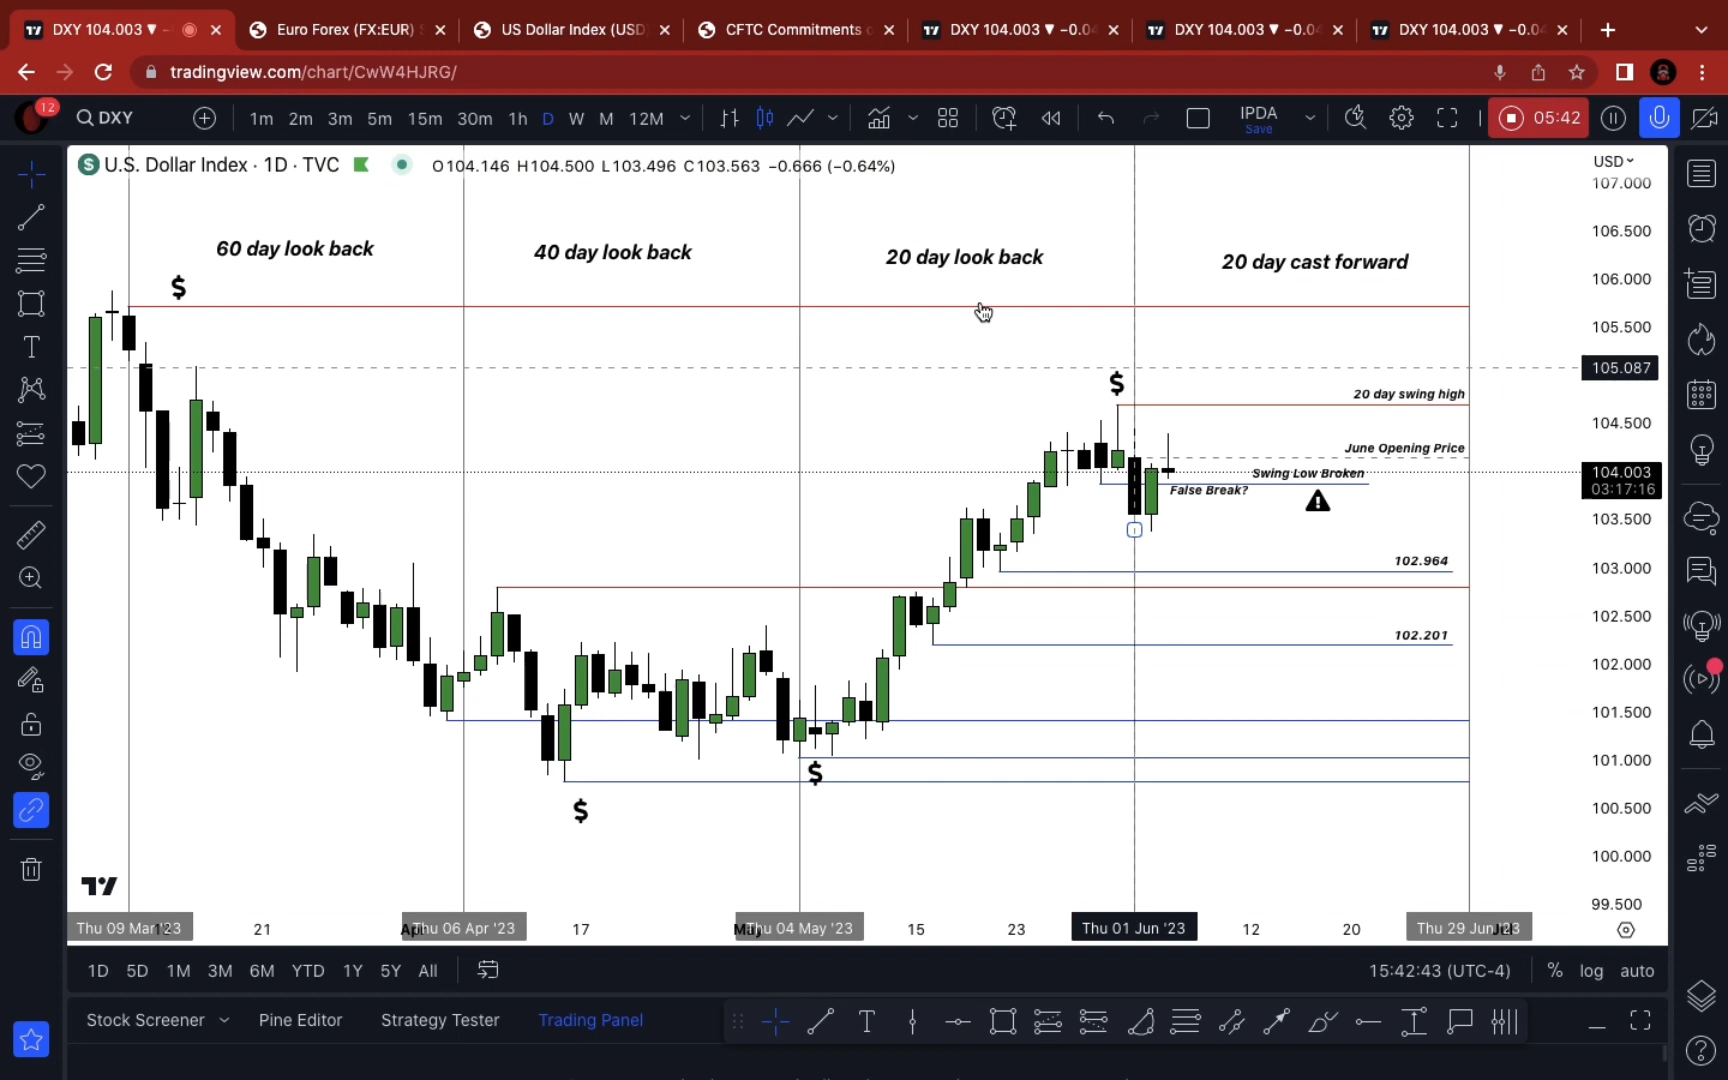 DXY 104.003 ▼ -
Euro Forex (FX:EUR)
US Dollar Index (USD
CFTC Commitments o
DXY 104.003 ▼ -0.04
DXY 104.003 ▼ -0.04
DXY 104.003 ▼ -0.04
tradingview.com/chart/CwW4HJRG/
12
DXY
1m 2m 3m 5m 15m 30m 1h D W M 12M
IPDA
Save
05:42
U.S. Dollar Index · 1D · TVC
O104.146 H104.500 L103.496 C103.563 −0.666 (−0.64%)
USD
107.000
106.500
106.000
105.500
105.087
104.500
104.003
03:17:16
103.500
103.000
102.500
102.000
101.500
101.000
100.500
100.000
99.500
60 day look back
40 day look back
20 day look back
20 day cast forward
$
$
20 day swing high
June Opening Price
Swing Low Broken
False Break?
102.964
102.201
$
$
Thu 09 Mar '23
21
Thu 06 Apr '23
17
Thu 04 May '23
15
23
Thu 01 Jun '23
12
20
Thu 29 Jun '23
1D 5D 1M 3M 6M YTD 1Y 5Y All
15:42:43 (UTC-4)
% log auto
Stock Screener
Pine Editor
Strategy Tester
Trading Panel